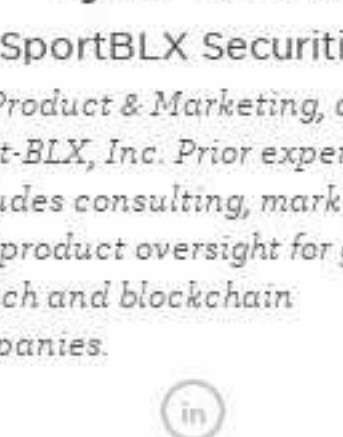 SportBLX Securiti
Product & Marketing,
t-BLX, Inc. Prior exper
udes consulting, mark
product oversight for g
ch and blockchain
panies.
in